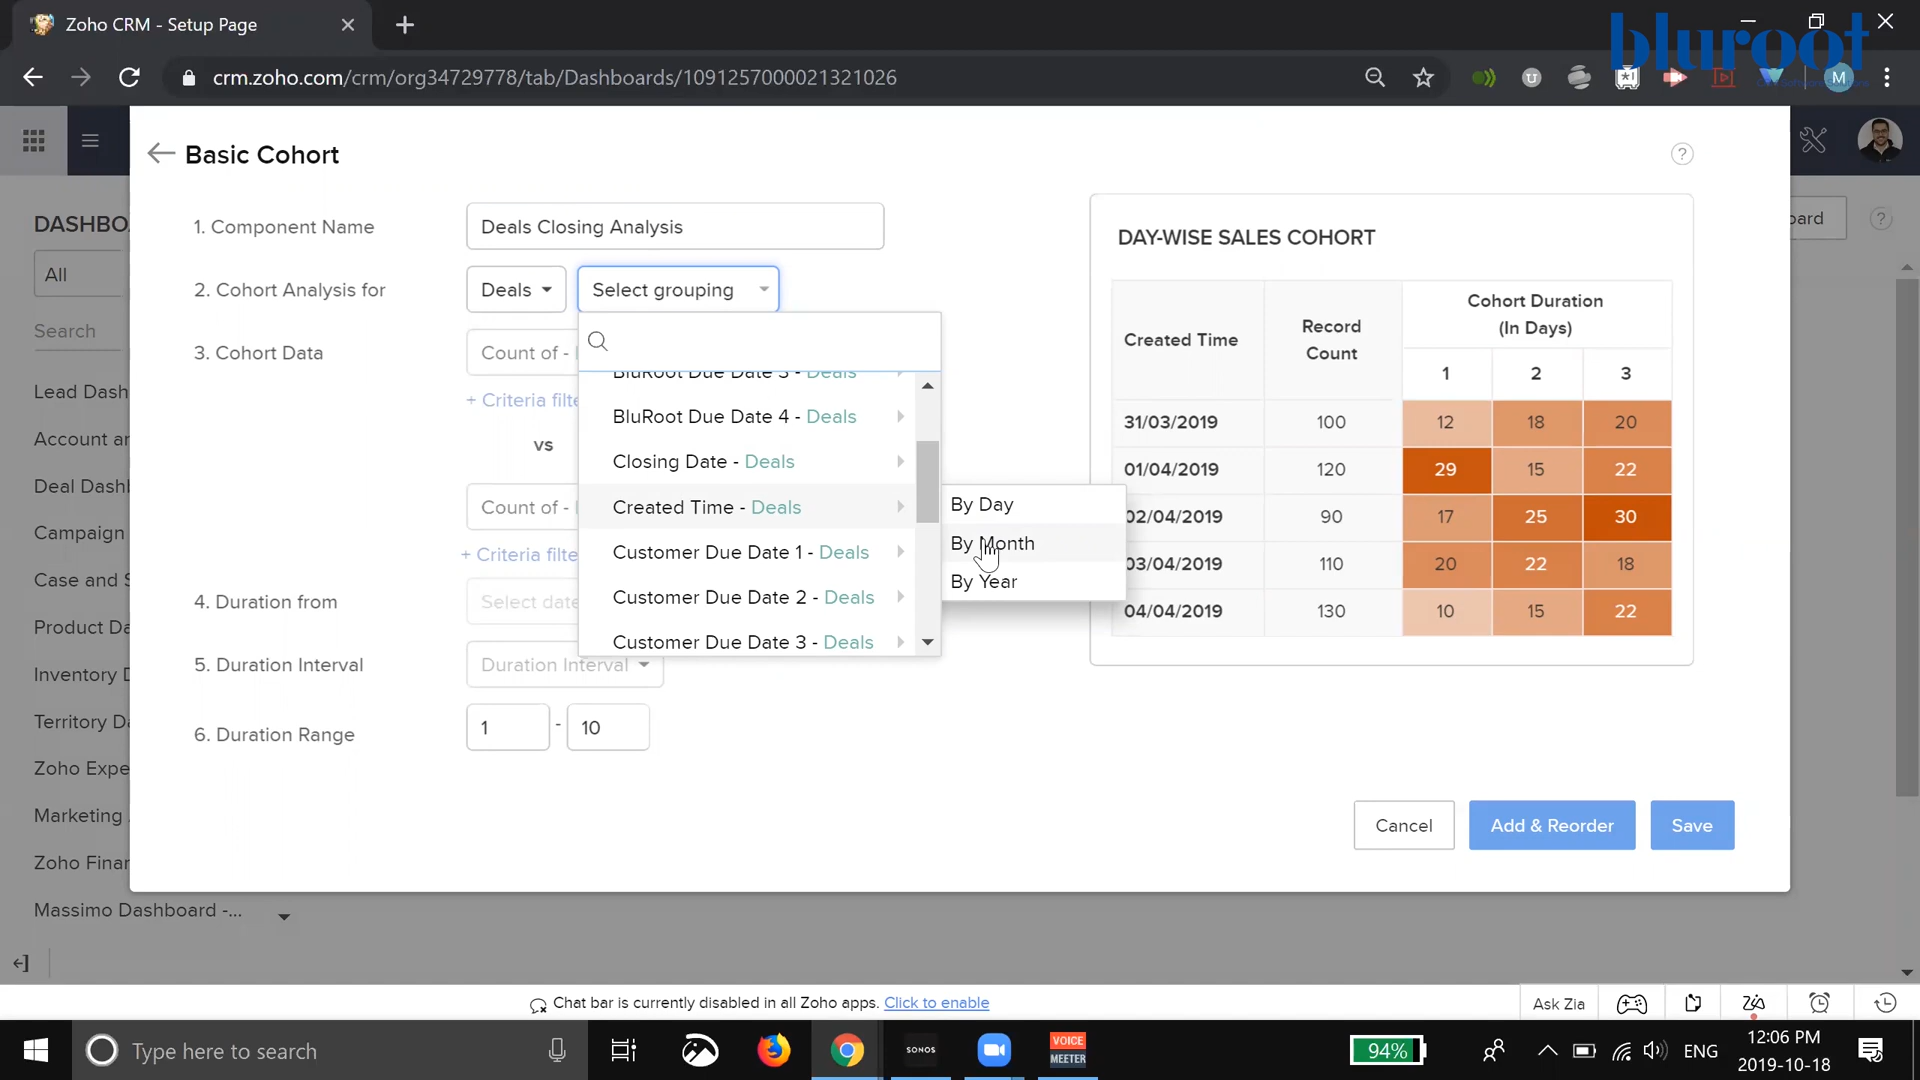 Zoho CRM - Setup Page
bluroot
crm.zoho.com/crm/org34729778/tab/Dashboards/1091257000021321026
M
Basic Cohort
?
DASHBO
All
Search
Lead Dash
Account an
Deal Dashb
Campaign
Case and S
Product Da
Inventory D
Territory Da
Zoho Expe
Marketing
Zoho Finan
Massimo Dashboard -...
oard
?
1. Component Name
Deals Closing Analysis
2. Cohort Analysis for
Deals
Select grouping
3. Cohort Data
Count of -
+ Criteria filte
vs
Count of -
+ Criteria filte
4. Duration from
Select date
5. Duration Interval
Duration Interval
6. Duration Range
1 - 10
BluRoot Due Date 3 - Deals
BluRoot Due Date 4 - Deals
Closing Date - Deals
Created Time - Deals
Customer Due Date 1 - Deals
Customer Due Date 2 - Deals
Customer Due Date 3 - Deals
By Day
By Month
By Year
DAY-WISE SALES COHORT
Created Time
Record Count
Cohort Duration
(In Days)
1 2 3
31/03/2019 100 12 18 20
01/04/2019 120 29 15 22
02/04/2019 90 17 25 30
03/04/2019 110 20 22 18
04/04/2019 130 10 15 22
Cancel
Add & Reorder
Save
Chat bar is currently disabled in all Zoho apps. Click to enable
Ask Zia
Type here to search
SONOS
VOICE
MEETER
94%
ENG
12:06 PM
2019-10-18